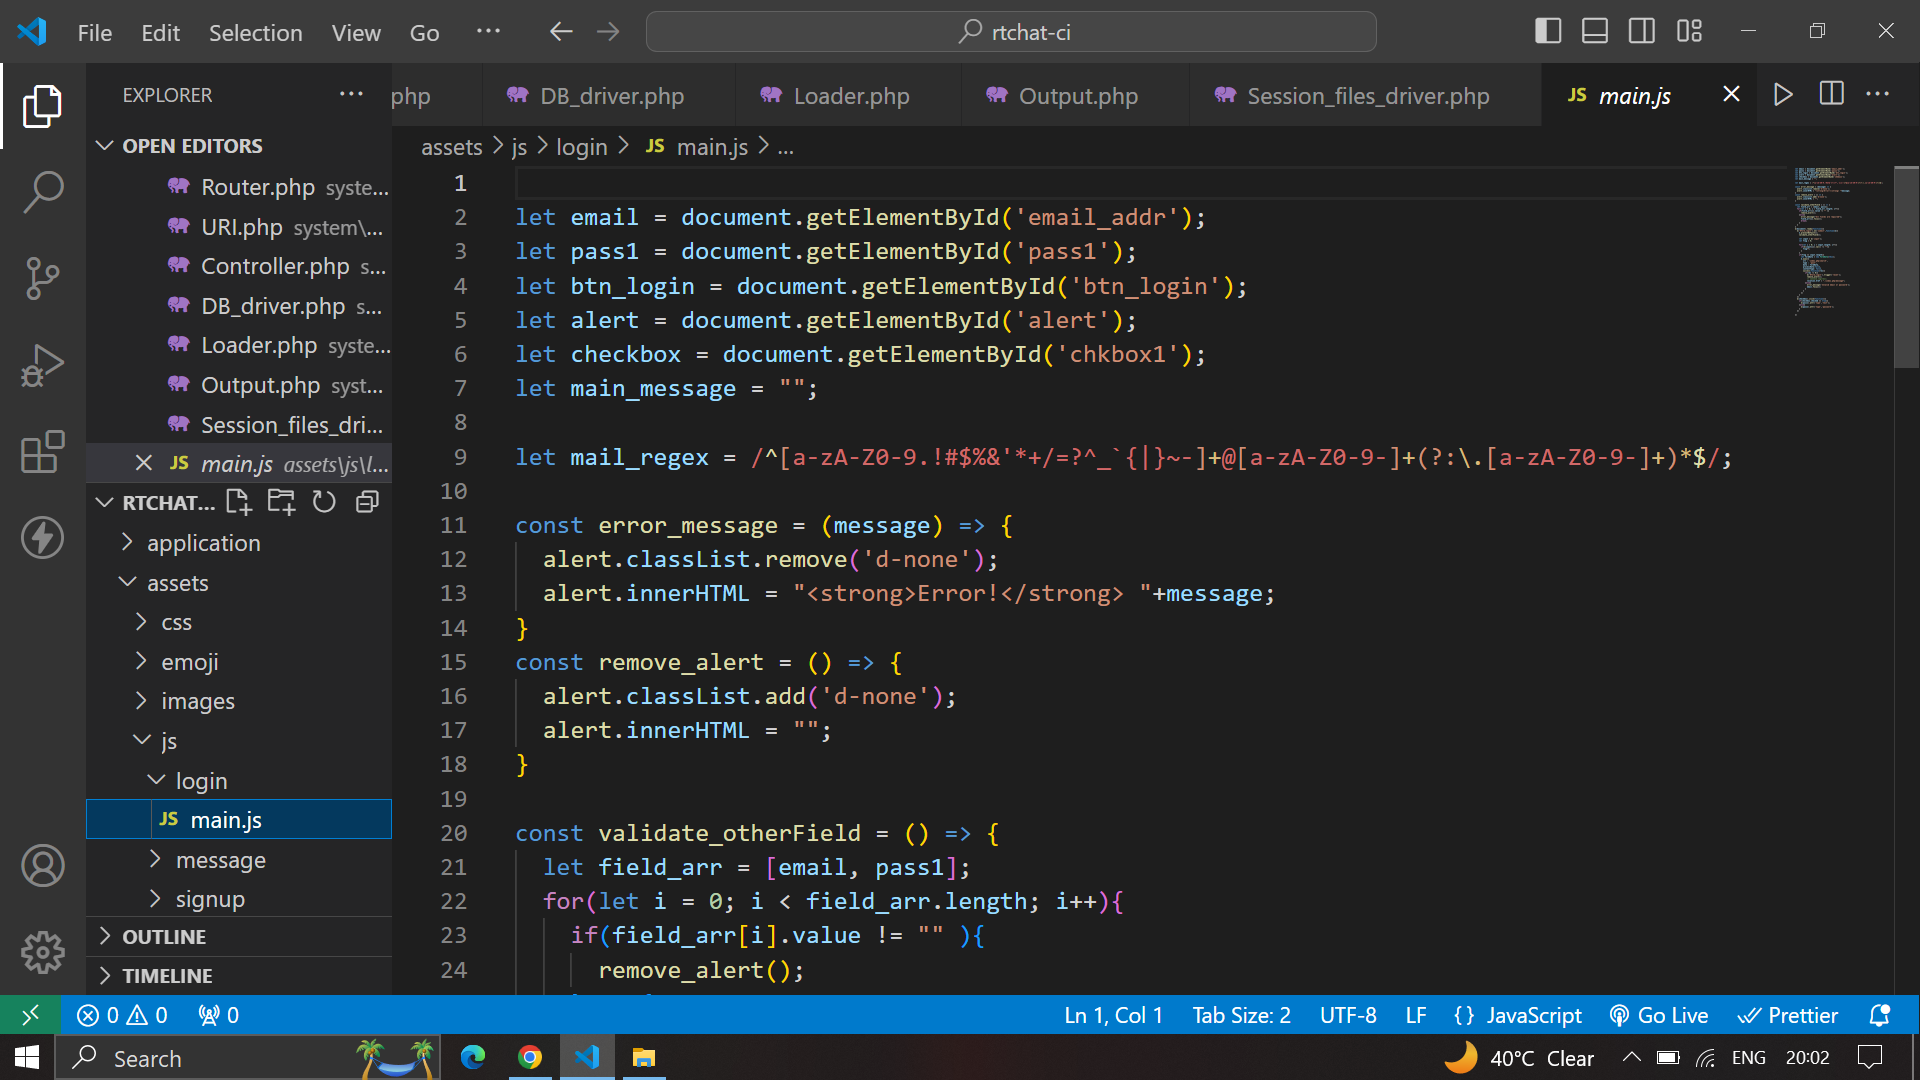 File Edit Selection View Go ··· rtchat-ci
EXPLORER ···
php DB_driver.php Loader.php Output.php Session_files_driver.php JS main.js ···
OPEN EDITORS
Router.php syste...
URI.php system\...
Controller.php s...
DB_driver.php s...
Loader.php syste...
Output.php syst...
Session_files_dri...
JS main.js assets\js\l...
RTCHAT...
application
assets
css
emoji
images
js
login
JS main.js
message
signup
OUTLINE
TIMELINE
assets > js > login > JS main.js > ...
1
2 let email = document.getElementById('email_addr');
3 let pass1 = document.getElementById('pass1');
4 let btn_login = document.getElementById('btn_login');
5 let alert = document.getElementById('alert');
6 let checkbox = document.getElementById('chkbox1');
7 let main_message = "";
8
9 let mail_regex = /^[a-zA-Z0-9.!#$%&'*+/=?^_`{|}~-]+@[a-zA-Z0-9-]+(?:\.[a-zA-Z0-9-]+)*$/;
10
11 const error_message = (message) => {
12 alert.classList.remove('d-none');
13 alert.innerHTML = "<strong>Error!</strong> "+message;
14 }
15 const remove_alert = () => {
16 alert.classList.add('d-none');
17 alert.innerHTML = "";
18 }
19
20 const validate_otherField = () => {
21 let field_arr = [email, pass1];
22 for(let i = 0; i < field_arr.length; i++){
23 if(field_arr[i].value != "" ){
24 remove_alert();
0 0 0 Ln 1, Col 1 Tab Size: 2 UTF-8 LF {} JavaScript Go Live Prettier
Search 40°C Clear ENG 20:02